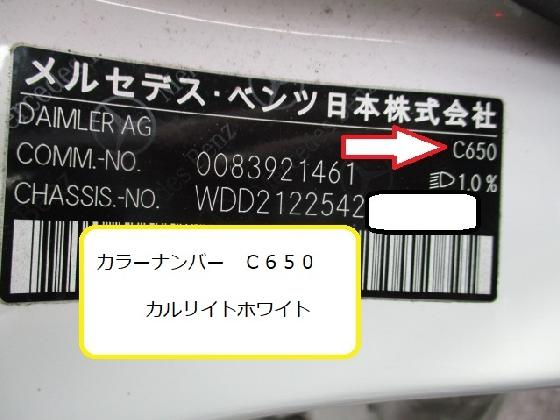 メルセデス・ベンツ日本株式会社
DAIMLER AG
C650
COMM.-NO. 0083921461
1.0%
CHASSIS.-NO. WDD2122542
カラーナンバー C650
カルリイトホワイト